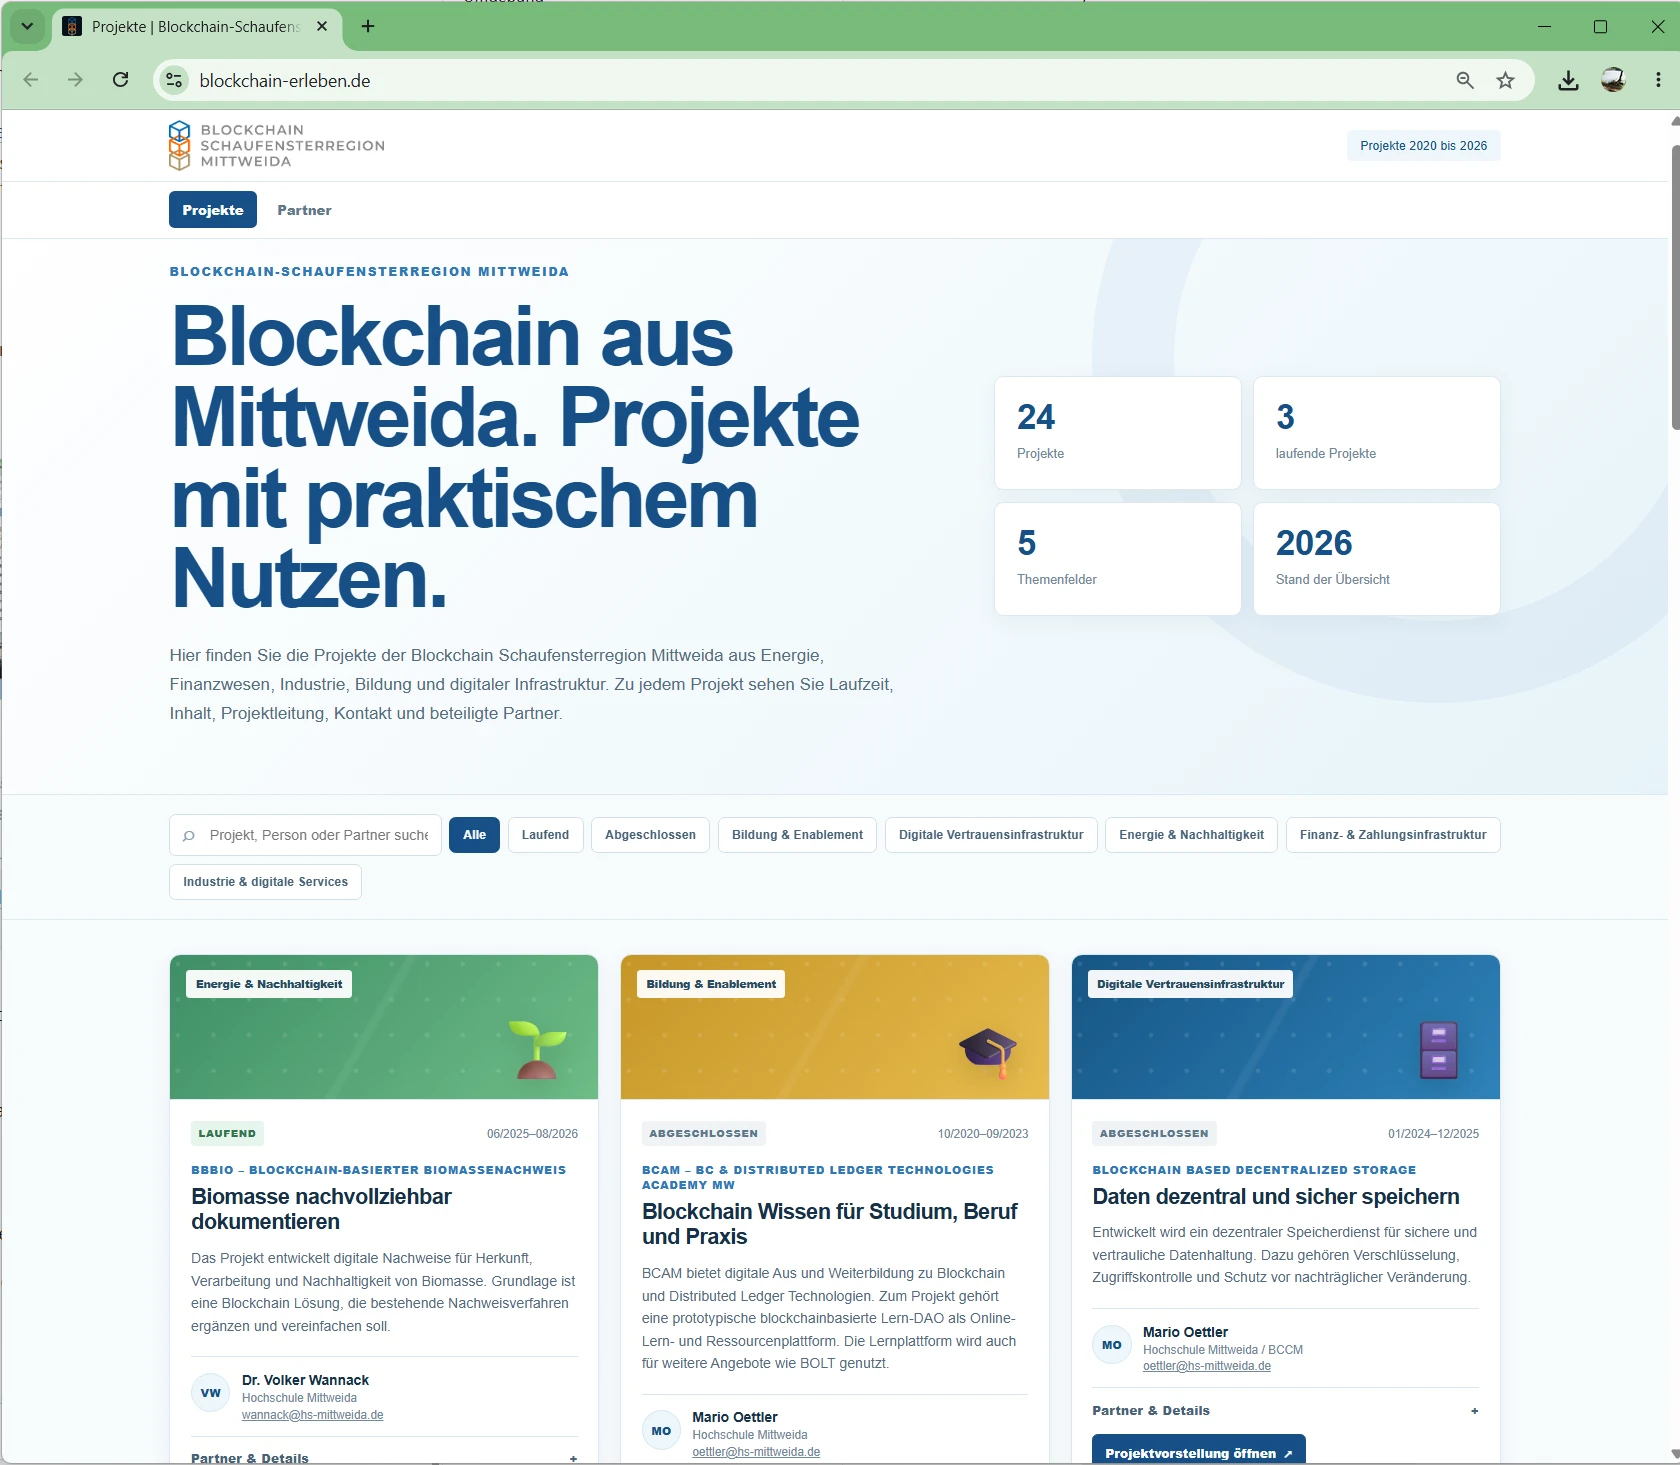 Projekte | Blockchain-Schaufens
blockchain-erleben.de
BLOCKCHAIN
SCHAUFENSTERREGION
MITTWEIDA
Projekte 2020 bis 2026
Projekte
Partner
BLOCKCHAIN-SCHAUFENSTERREGION MITTWEIDA
Blockchain aus
Mittweida. Projekte
mit praktischem
Nutzen.
Hier finden Sie die Projekte der Blockchain Schaufensterregion Mittweida aus Energie,
Finanzwesen, Industrie, Bildung und digitaler Infrastruktur. Zu jedem Projekt sehen Sie Laufzeit,
Inhalt, Projektleitung, Kontakt und beteiligte Partner.
24
Projekte
3
laufende Projekte
5
Themenfelder
2026
Stand der Übersicht
Projekt, Person oder Partner suche
Alle
Laufend
Abgeschlossen
Bildung & Enablement
Digitale Vertrauensinfrastruktur
Energie & Nachhaltigkeit
Finanz- & Zahlungsinfrastruktur
Industrie & digitale Services
Energie & Nachhaltigkeit
LAUFEND
06/2025–08/2026
BBBIO – BLOCKCHAIN-BASIERTER BIOMASSENACHWEIS
Biomasse nachvollziehbar
dokumentieren
Das Projekt entwickelt digitale Nachweise für Herkunft,
Verarbeitung und Nachhaltigkeit von Biomasse. Grundlage ist
eine Blockchain Lösung, die bestehende Nachweisverfahren
ergänzen und vereinfachen soll.
VW
Dr. Volker Wannack
Hochschule Mittweida
wannack@hs-mittweida.de
Partner & Details +
Bildung & Enablement
ABGESCHLOSSEN
10/2020–09/2023
BCAM – BC & DISTRIBUTED LEDGER TECHNOLOGIES
ACADEMY MW
Blockchain Wissen für Studium, Beruf
und Praxis
BCAM bietet digitale Aus und Weiterbildung zu Blockchain
und Distributed Ledger Technologien. Zum Projekt gehört
eine prototypische blockchainbasierte Lern-DAO als Online-
Lern- und Ressourcenplattform. Die Lernplattform wird auch
für weitere Angebote wie BOLT genutzt.
MO
Mario Oettler
Hochschule Mittweida
oettler@hs-mittweida.de
Digitale Vertrauensinfrastruktur
ABGESCHLOSSEN
01/2024–12/2025
BLOCKCHAIN BASED DECENTRALIZED STORAGE
Daten dezentral und sicher speichern
Entwickelt wird ein dezentraler Speicherdienst für sichere und
vertrauliche Datenhaltung. Dazu gehören Verschlüsselung,
Zugriffskontrolle und Schutz vor nachträglicher Veränderung.
MO
Mario Oettler
Hochschule Mittweida / BCCM
oettler@hs-mittweida.de
Partner & Details +
Projektvorstellung öffnen ↗